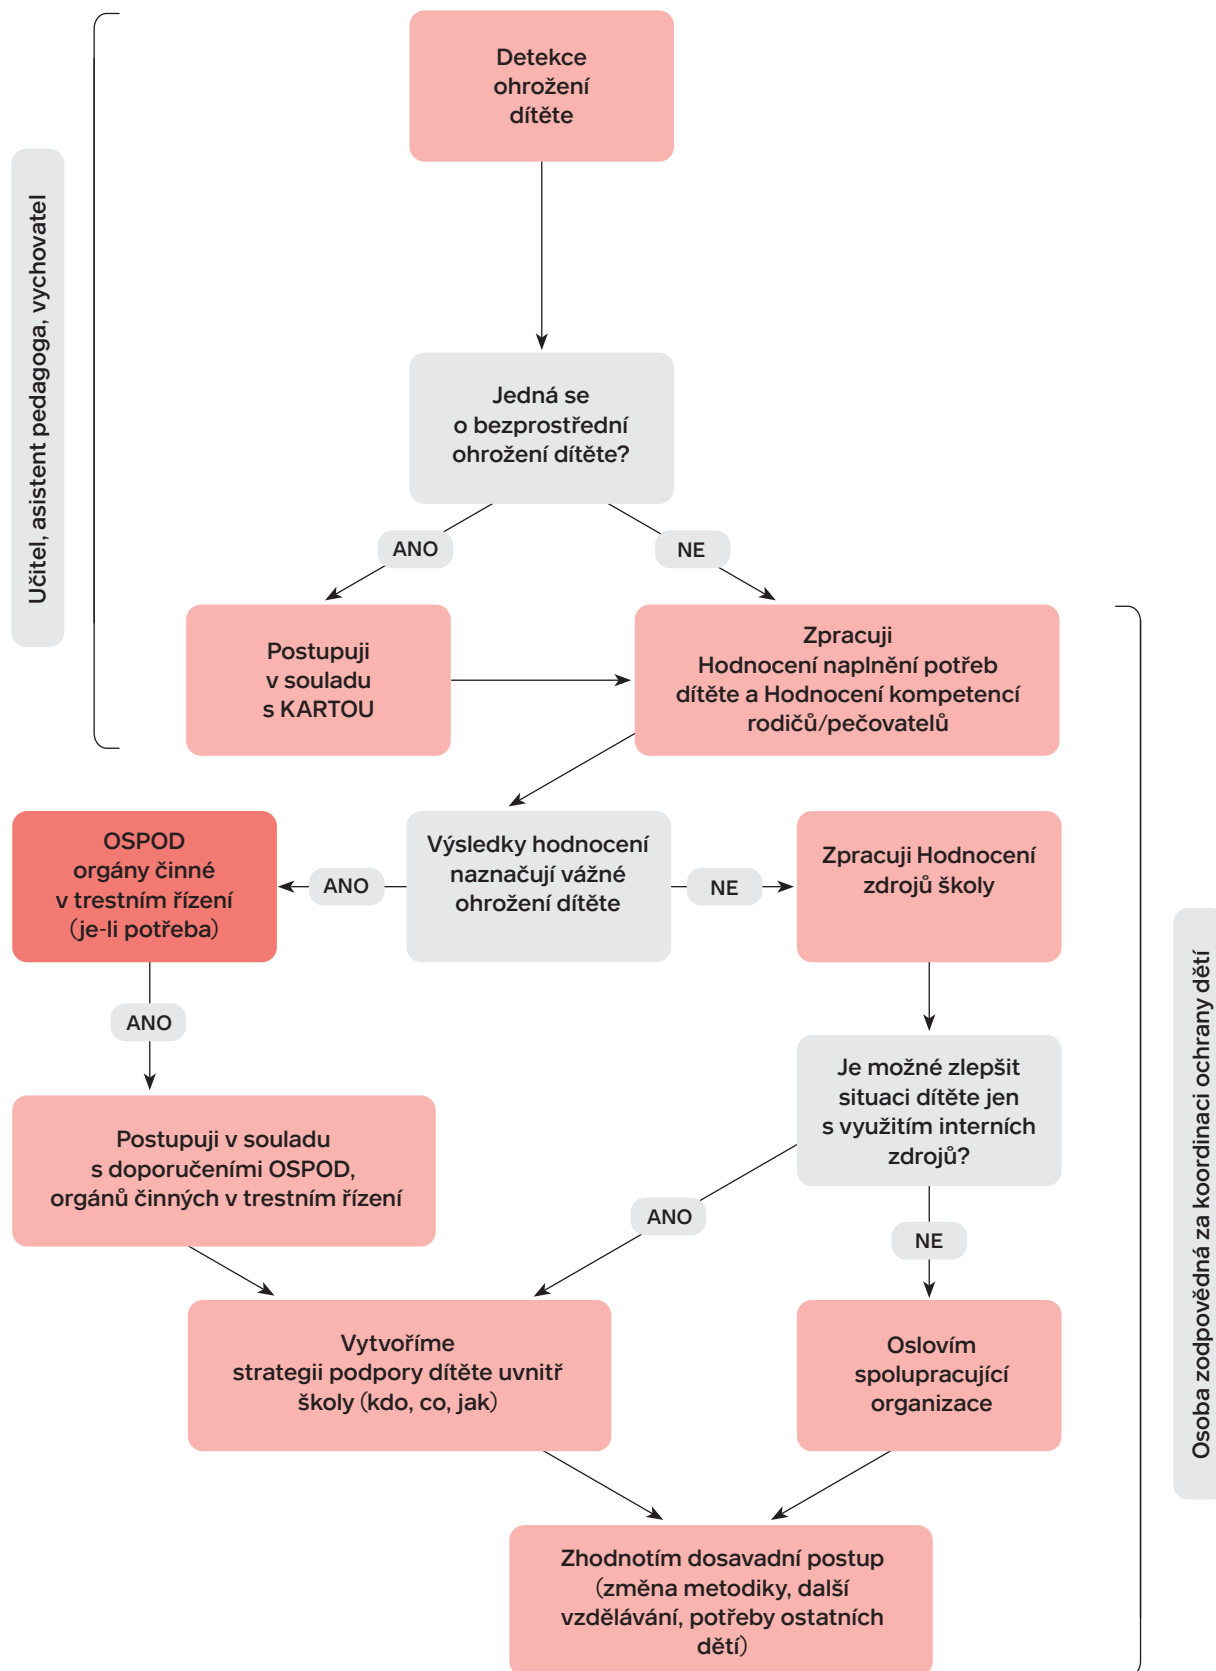 Detekce
ohrožení
dítěte
Učitel, asistent pedagoga, vychovatel
Jedná se
o bezprostřední
ohrožení dítěte?
ANO
NE
Postupuji
v souladu
s KARTOU
Zpracuji
Hodnocení naplnění potřeb
dítěte a Hodnocení kompetencí
rodičů/pečovatelů
OSPOD
orgány činné
v trestním řízení
(je-li potřeba)
ANO
Výsledky hodnocení
naznačují vážné
ohrožení dítěte
NE
Zpracuji Hodnocení
zdrojů školy
Osoba zodpovědná za koordinaci ochrany dětí
ANO
Je možné zlepšit
situaci dítěte jen
s využitím interních
zdrojů?
Postupuji v souladu
s doporučeními OSPOD,
orgánů činných v trestním řízení
ANO
NE
Vytvoříme
strategii podpory dítěte uvnitř
školy (kdo, co, jak)
Oslovím
spolupracující
organizace
Zhodnotím dosavadní postup
(změna metodiky, další
vzdělávání, potřeby ostatních
dětí)